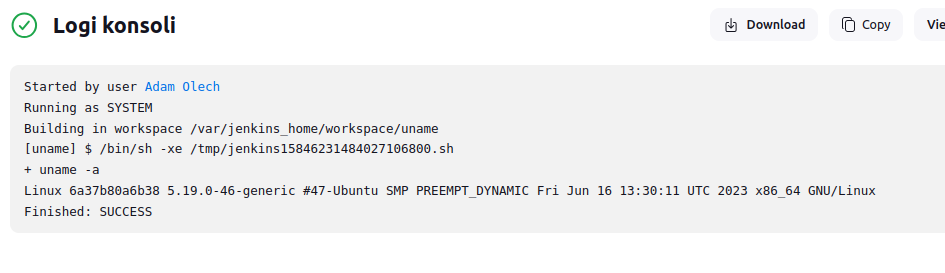 Logi konsoli
Download
Copy
Started by user Adam Olech
Running as SYSTEM
Building in workspace /var/jenkins_home/workspace/uname
[uname] $ /bin/sh -xe /tmp/jenkins15846231484027106800.sh
+ uname -a
Linux 6a37b80a6b38 5.19.0-46-generic #47-Ubuntu SMP PREEMPT_DYNAMIC Fri Jun 16 13:30:11 UTC 2023 x86_64 GNU/Linux
Finished: SUCCESS